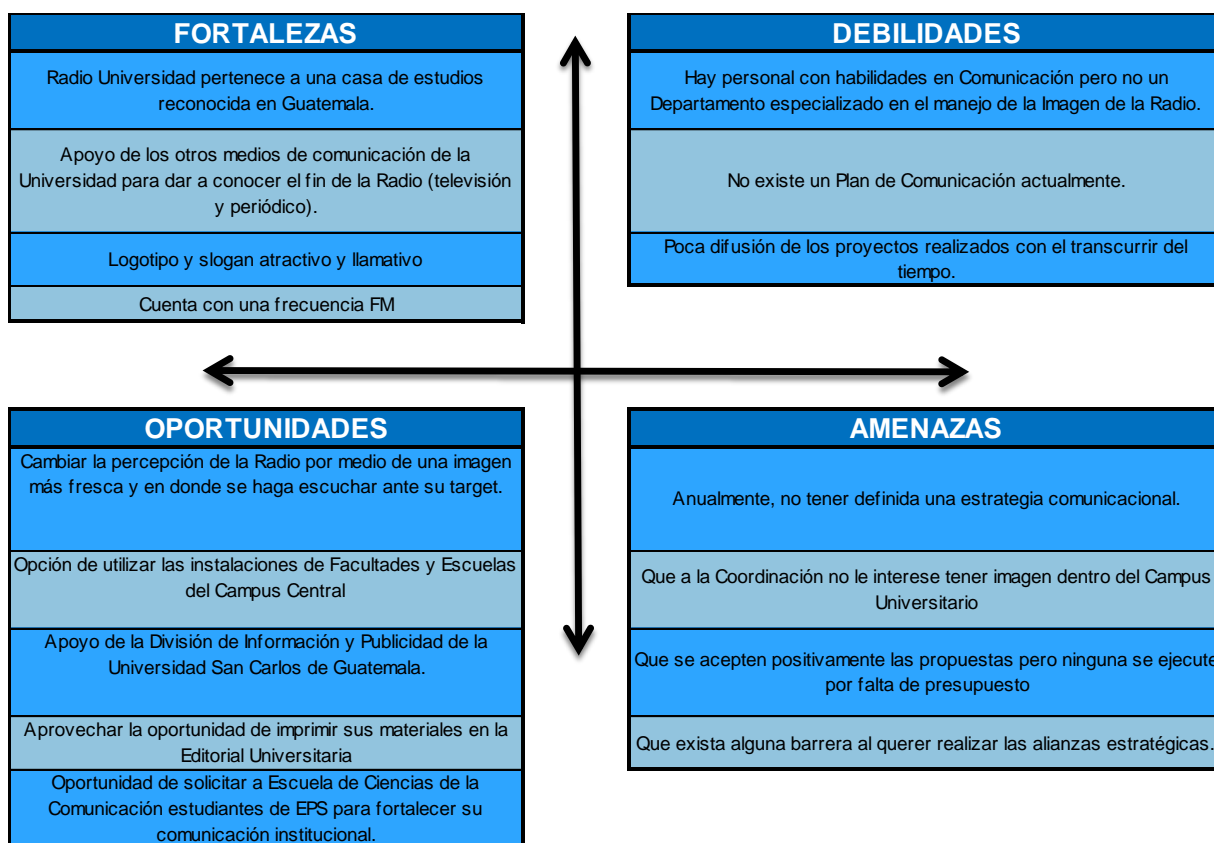 FORTALEZAS
Radio Universidad pertenece a una casa de estudios
reconocida en Guatemala.
Apoyo de los otros medios de comunicación de la
Universidad para dar a conocer el fin de la Radio (televisión
y periódico).
Logotipo y slogan atractivo y llamativo
Cuenta con una frecuencia FM
DEBILIDADES
Hay personal con habilidades en Comunicación pero no un
Departamento especializado en el manejo de la Imagen de la Radio.
No existe un Plan de Comunicación actualmente.
Poca difusión de los proyectos realizados con el transcurrir del
tiempo.
OPORTUNIDADES
Cambiar la percepción de la Radio por medio de una imagen
más fresca y en donde se haga escuchar ante su target.
Opción de utilizar las instalaciones de Facultades y Escuelas
del Campus Central
Apoyo de la División de Información y Publicidad de la
Universidad San Carlos de Guatemala.
Aprovechar la oportunidad de imprimir sus materiales en la
Editorial Universitaria
Oportunidad de solicitar a Escuela de Ciencias de la
Comunicación estudiantes de EPS para fortalecer su
comunicación institucional.
AMENAZAS
Anualmente, no tener definida una estrategia comunicacional.
Que a la Coordinación no le interese tener imagen dentro del Campus
Universitario
Que se acepten positivamente las propuestas pero ninguna se ejecute
por falta de presupuesto
Que exista alguna barrera al querer realizar las alianzas estratégicas.